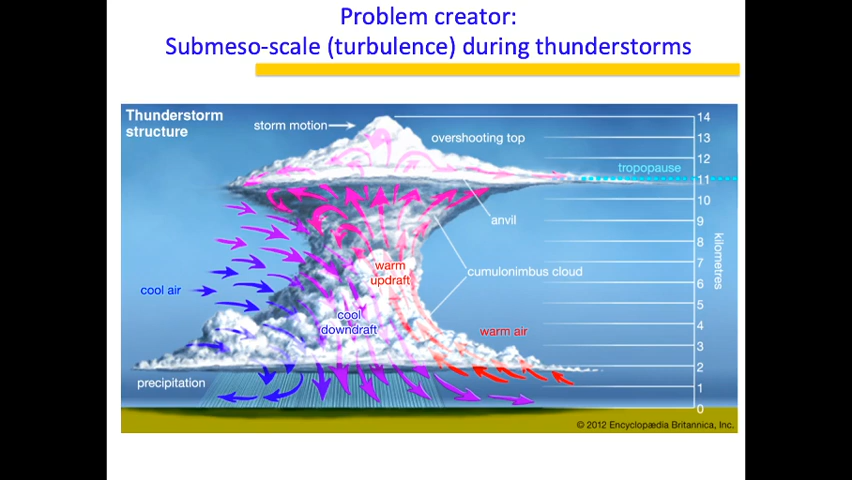 Problem creator:
Submeso-scale (turbulence) during thunderstorms
Thunderstorm
structure
storm motion
overshooting top
tropopause
anvil
cumulonimbus cloud
warm
updraft
cool air
cool
downdraft
warm air
precipitation
14
13
12
11
10
9
8
7
6
5
4
3
2
1
0
kilometres
© 2012 Encyclopædia Britannica, Inc.